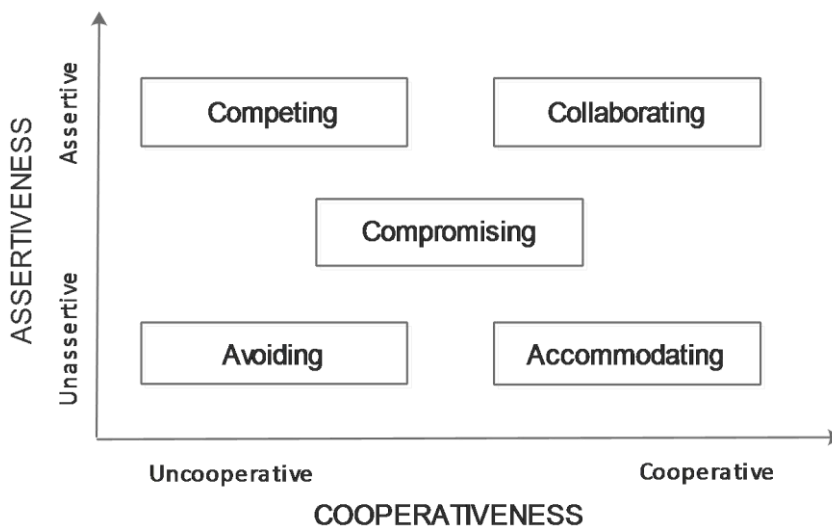 ASSERTIVENESS
Assertive
Unassertive
Competing
Collaborating
Compromising
Avoiding
Accommodating
Uncooperative
Cooperative
COOPERATIVENESS